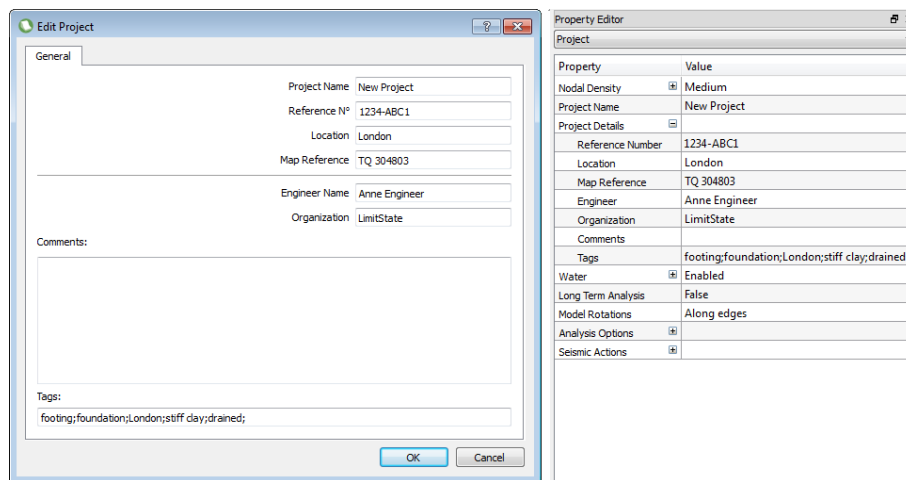 Edit Project
General
Project Name New Project
Reference N° 1234-ABC1
Location London
Map Reference TQ 304803
Engineer Name Anne Engineer
Organization LimitState
Comments:
Tags:
footing;foundation;London;stiff clay;drained;
OK Cancel
Property Editor
Project
Property Value
Nodal Density Medium
Project Name New Project
Project Details
Reference Number 1234-ABC1
Location London
Map Reference TQ 304803
Engineer Anne Engineer
Organization LimitState
Comments
Tags footing;foundation;London;stiff clay;drained
Water Enabled
Long Term Analysis False
Model Rotations Along edges
Analysis Options
Seismic Actions